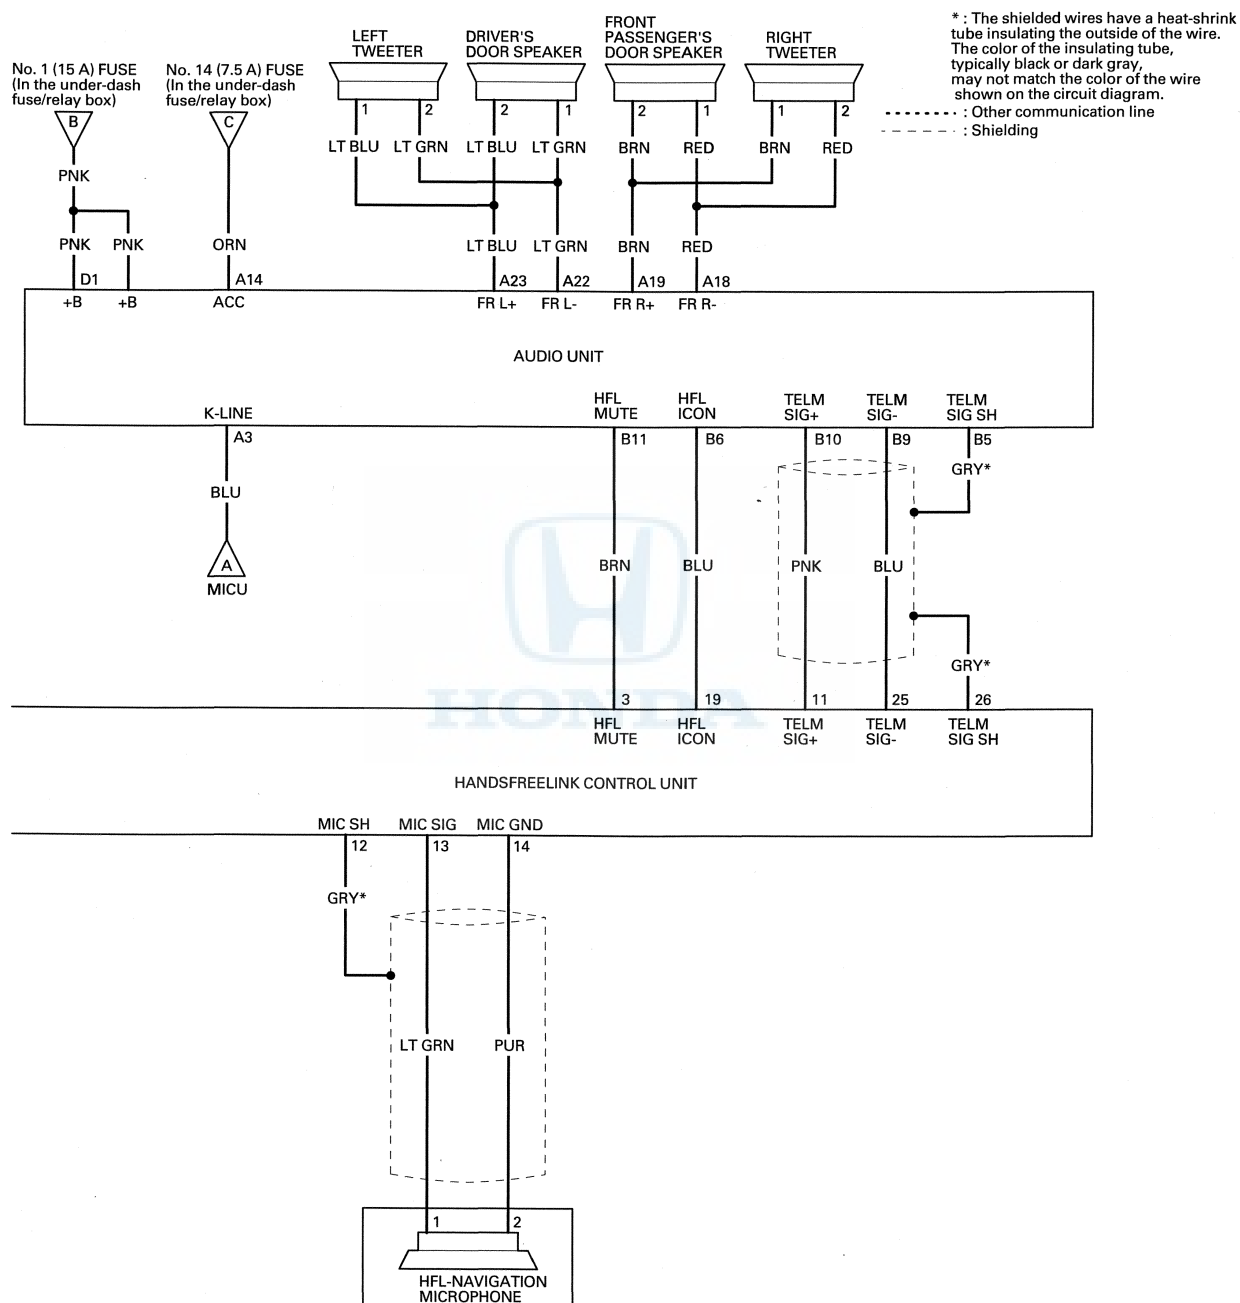 * : The shielded wires have a heat-shrink
tube insulating the outside of the wire.
The color of the insulating tube,
typically black or dark gray,
may not match the color of the wire
shown on the circuit diagram.
: Other communication line
: Shielding
No. 1 (15 A) FUSE
(In the under-dash
fuse/relay box)
No. 14 (7.5 A) FUSE
(In the under-dash
fuse/relay box)
LEFT
TWEETER
DRIVER'S
DOOR SPEAKER
FRONT
PASSENGER'S
DOOR SPEAKER
RIGHT
TWEETER
B
C
1 2 2 1 2 1 1 2
LT BLU LT GRN LT BLU LT GRN BRN RED BRN RED
PNK
PNK PNK ORN LT BLU LT GRN BRN RED
D1 A14 A23 A22 A19 A18
+B +B ACC FR L+ FR L- FR R+ FR R-
AUDIO UNIT
K-LINE
HFL
MUTE
HFL
ICON
TELM
SIG+
TELM
SIG-
TELM
SIG SH
A3 B11 B6 B10 B9 B5
GRY*
BLU
A
MICU
BRN BLU PNK BLU
GRY*
HONDA
3 19 11 25 26
HFL
MUTE
HFL
ICON
TELM
SIG+
TELM
SIG-
TELM
SIG SH
HANDSFREELINK CONTROL UNIT
MIC SH MIC SIG MIC GND
12 13 14
GRY*
LT GRN PUR
1 2
HFL-NAVIGATION
MICROPHONE